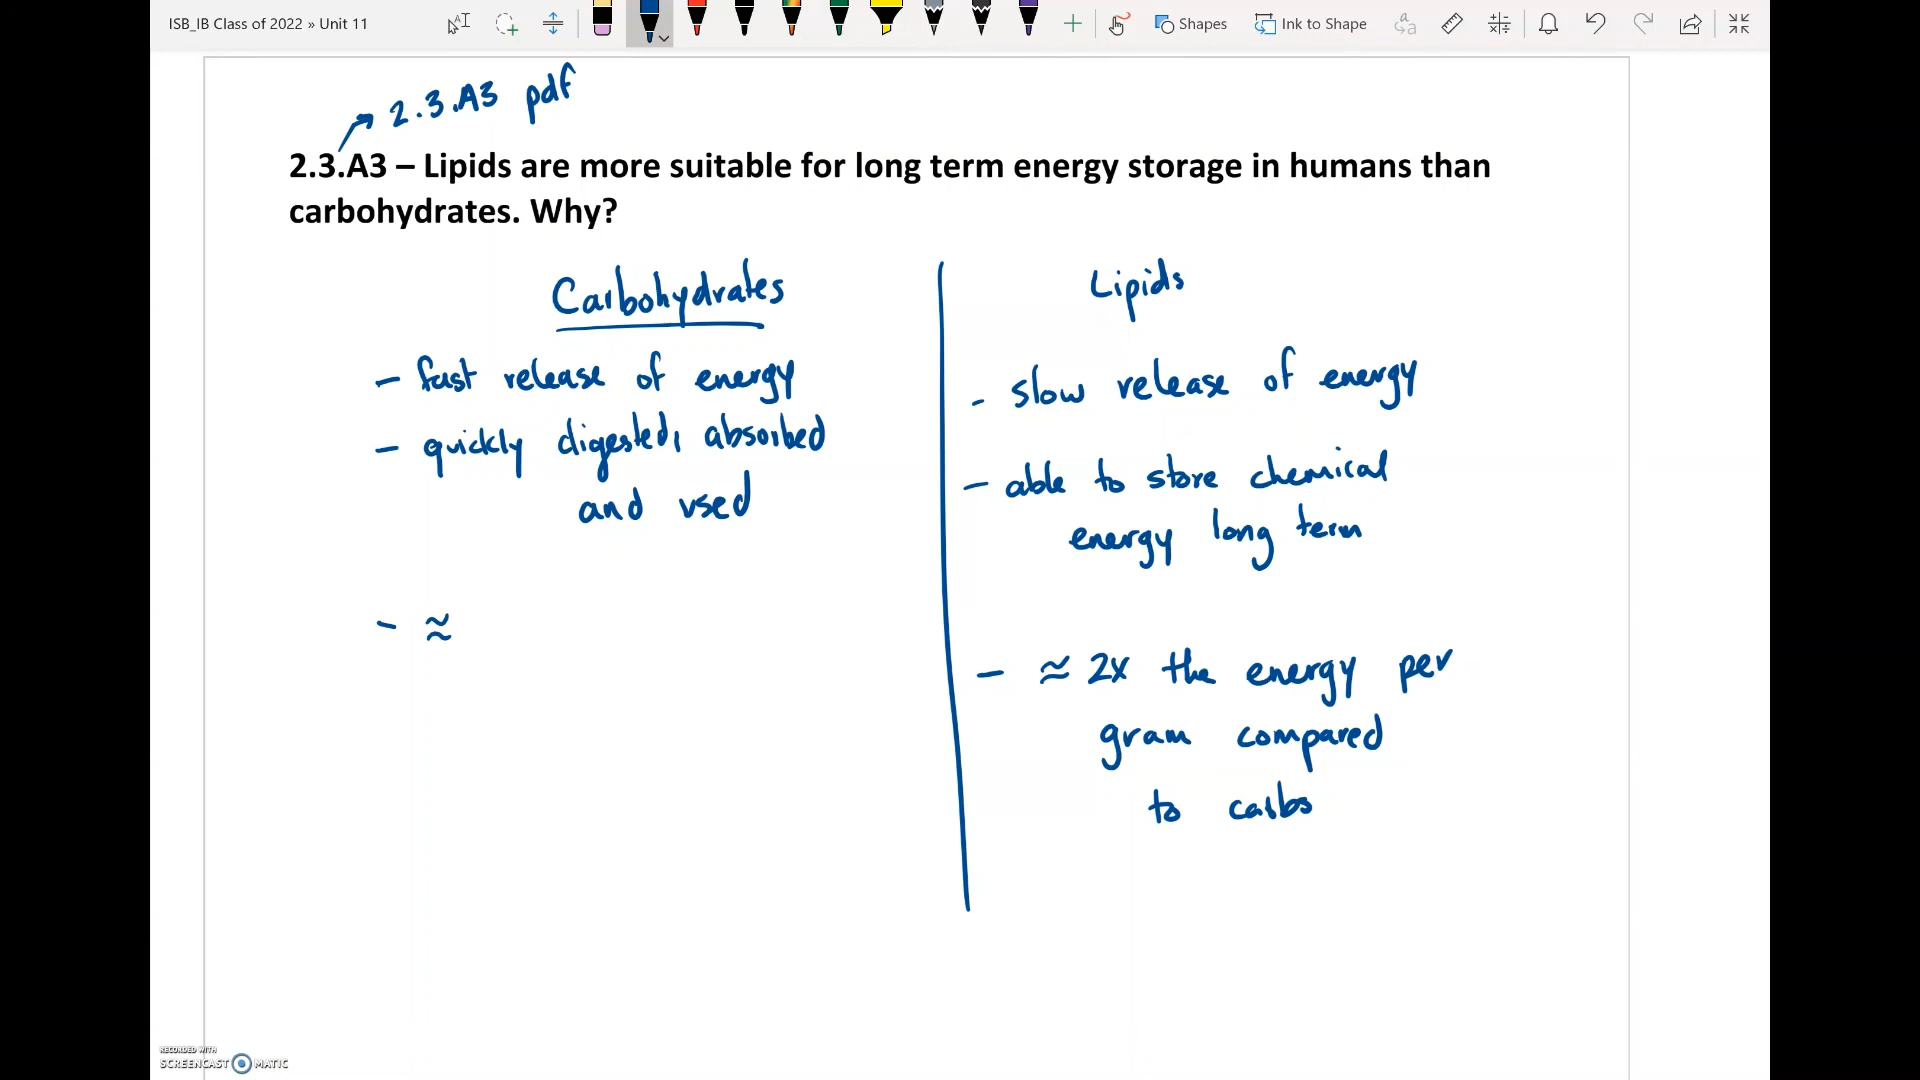 ISB_IB Class of 2022 » Unit 11
Shapes
Ink to Shape
2.3.A3 pdf
2.3.A3 – Lipids are more suitable for long term energy storage in humans than
carbohydrates. Why?
Carbohydrates
- fast release of energy
- quickly digested, absorbed
and used
- ≈
Lipids
- slow release of energy
- able to store chemical
energy long term
- ≈ 2x the energy per
gram compared
to carbs
RECORDED WITH
SCREENCAST MATIC